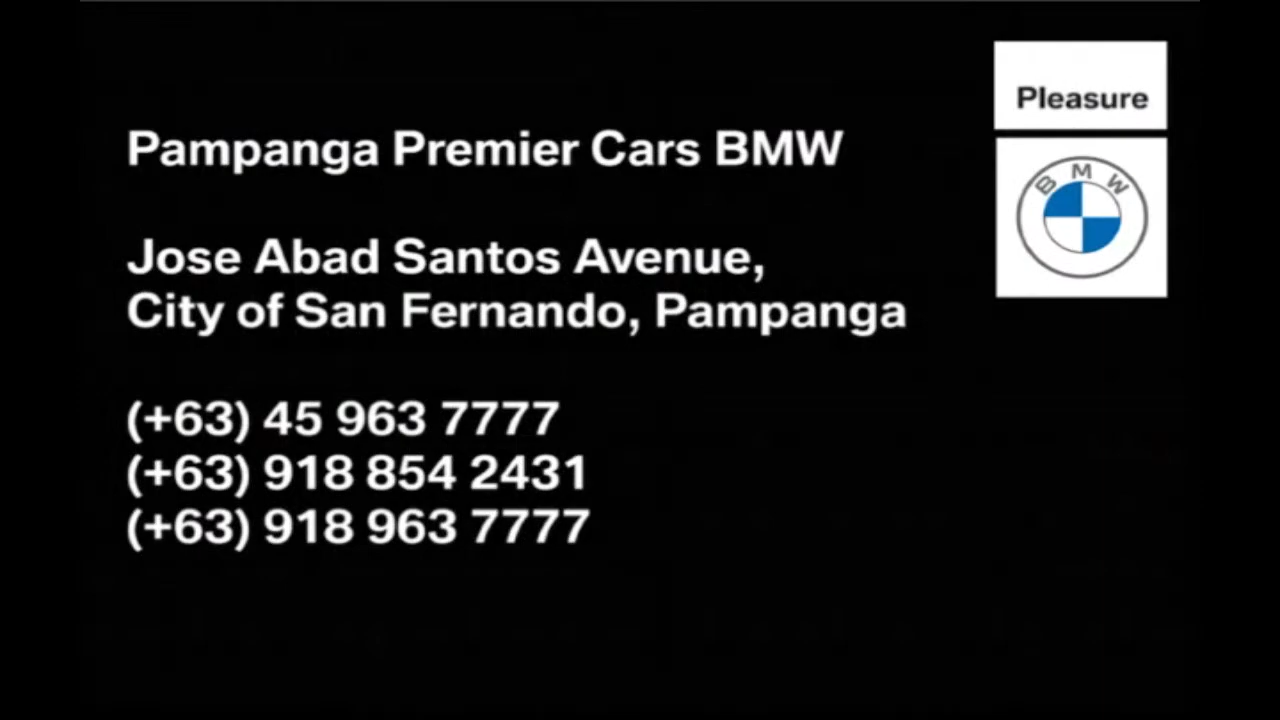 Pleasure
BMW
Pampanga Premier Cars BMW
Jose Abad Santos Avenue,
City of San Fernando, Pampanga
(+63) 45 963 7777
(+63) 918 854 2431
(+63) 918 963 7777